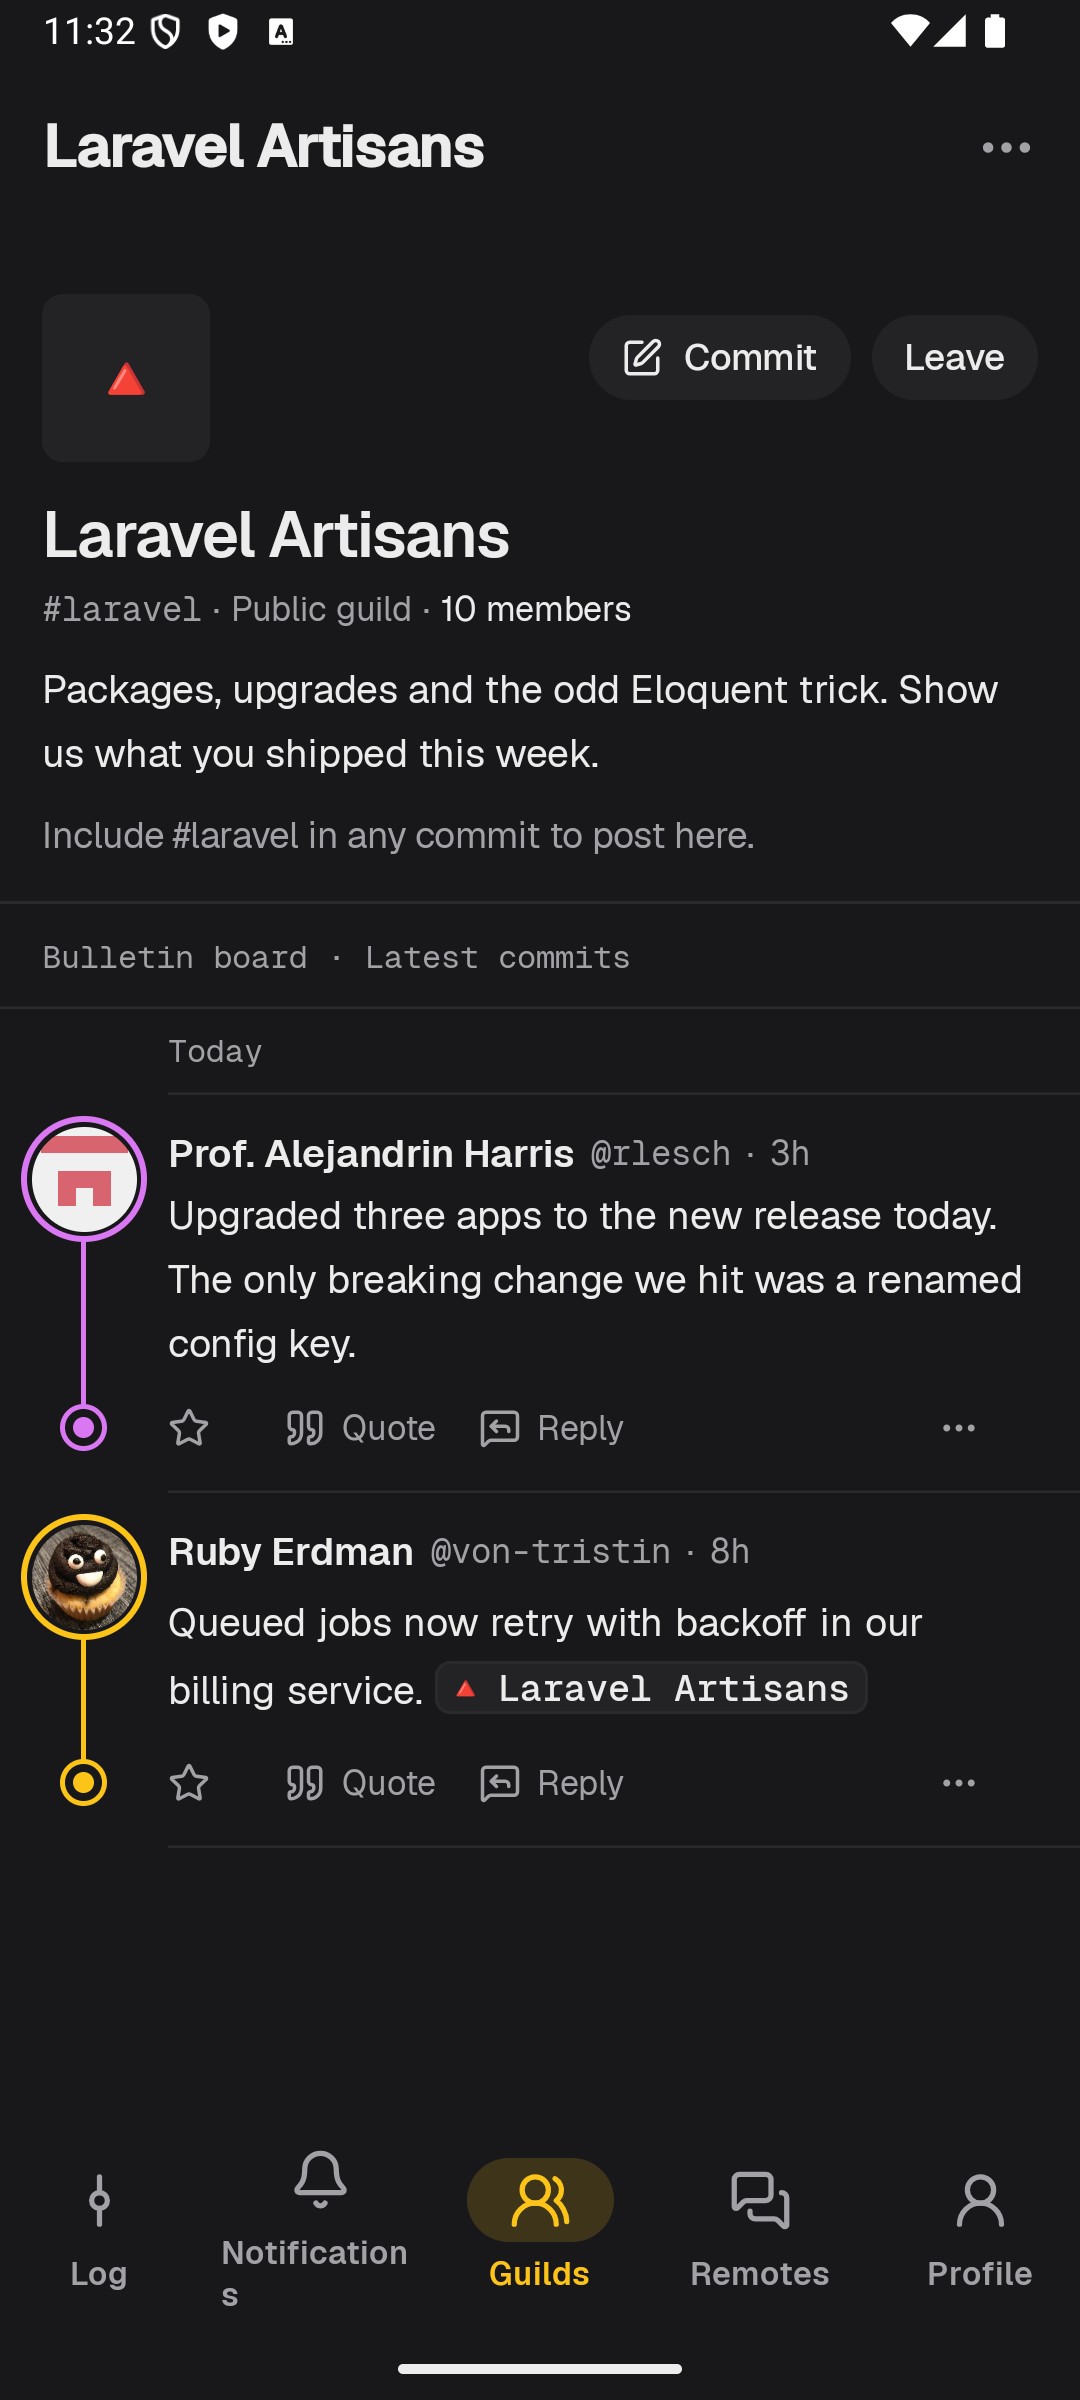 11:32
Laravel Artisans
Commit
Leave
Laravel Artisans
#laravel · Public guild · 10 members
Packages, upgrades and the odd Eloquent trick. Show
us what you shipped this week.
Include #laravel in any commit to post here.
Bulletin board · Latest commits
Today
Prof. Alejandrin Harris @rlesch · 3h
Upgraded three apps to the new release today.
The only breaking change we hit was a renamed
config key.
Quote
Reply
Ruby Erdman @von-tristin · 8h
Queued jobs now retry with backoff in our
billing service. 🔺 Laravel Artisans
Quote
Reply
Log
Notification
s
Guilds
Remotes
Profile